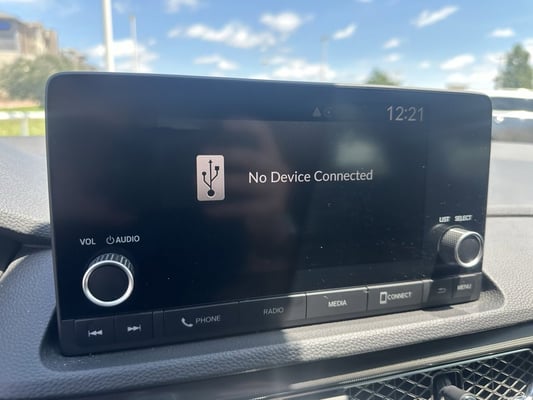 12:21
No Device Connected
VOL AUDIO
LIST SELECT
PHONE
RADIO
MEDIA
CONNECT
MENU